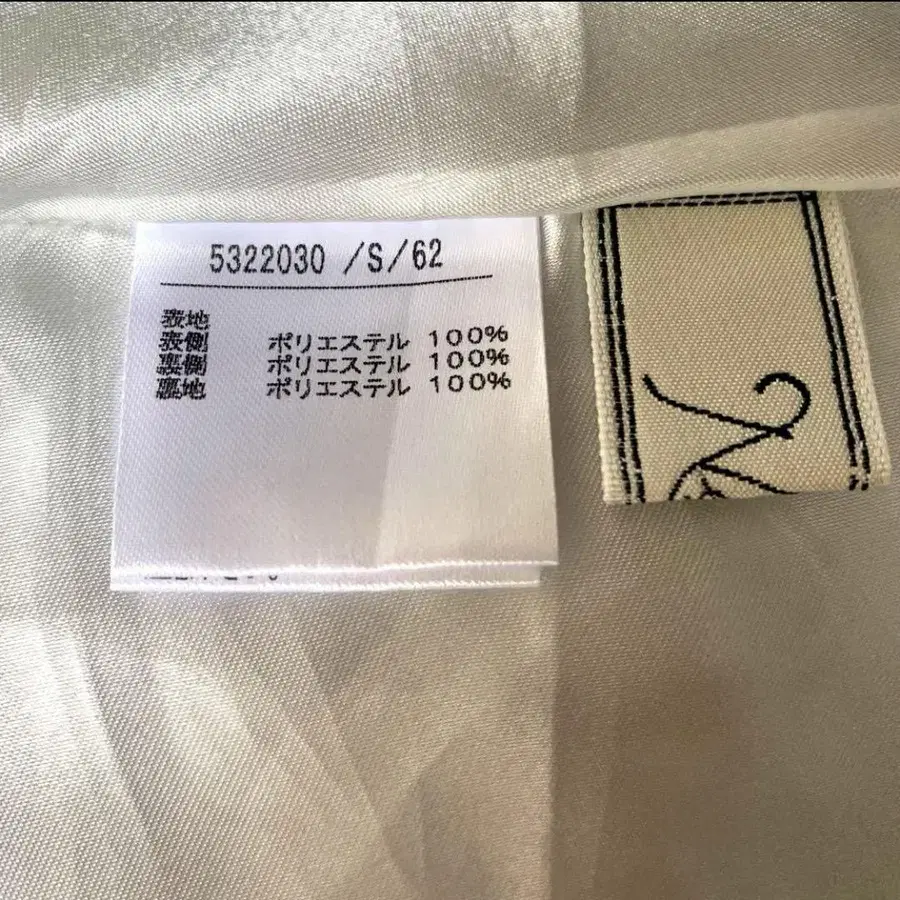 5322030 /S/62
表地
表側 ポリエステル 100%
裏側 ポリエステル 100%
裏地 ポリエステル 100%